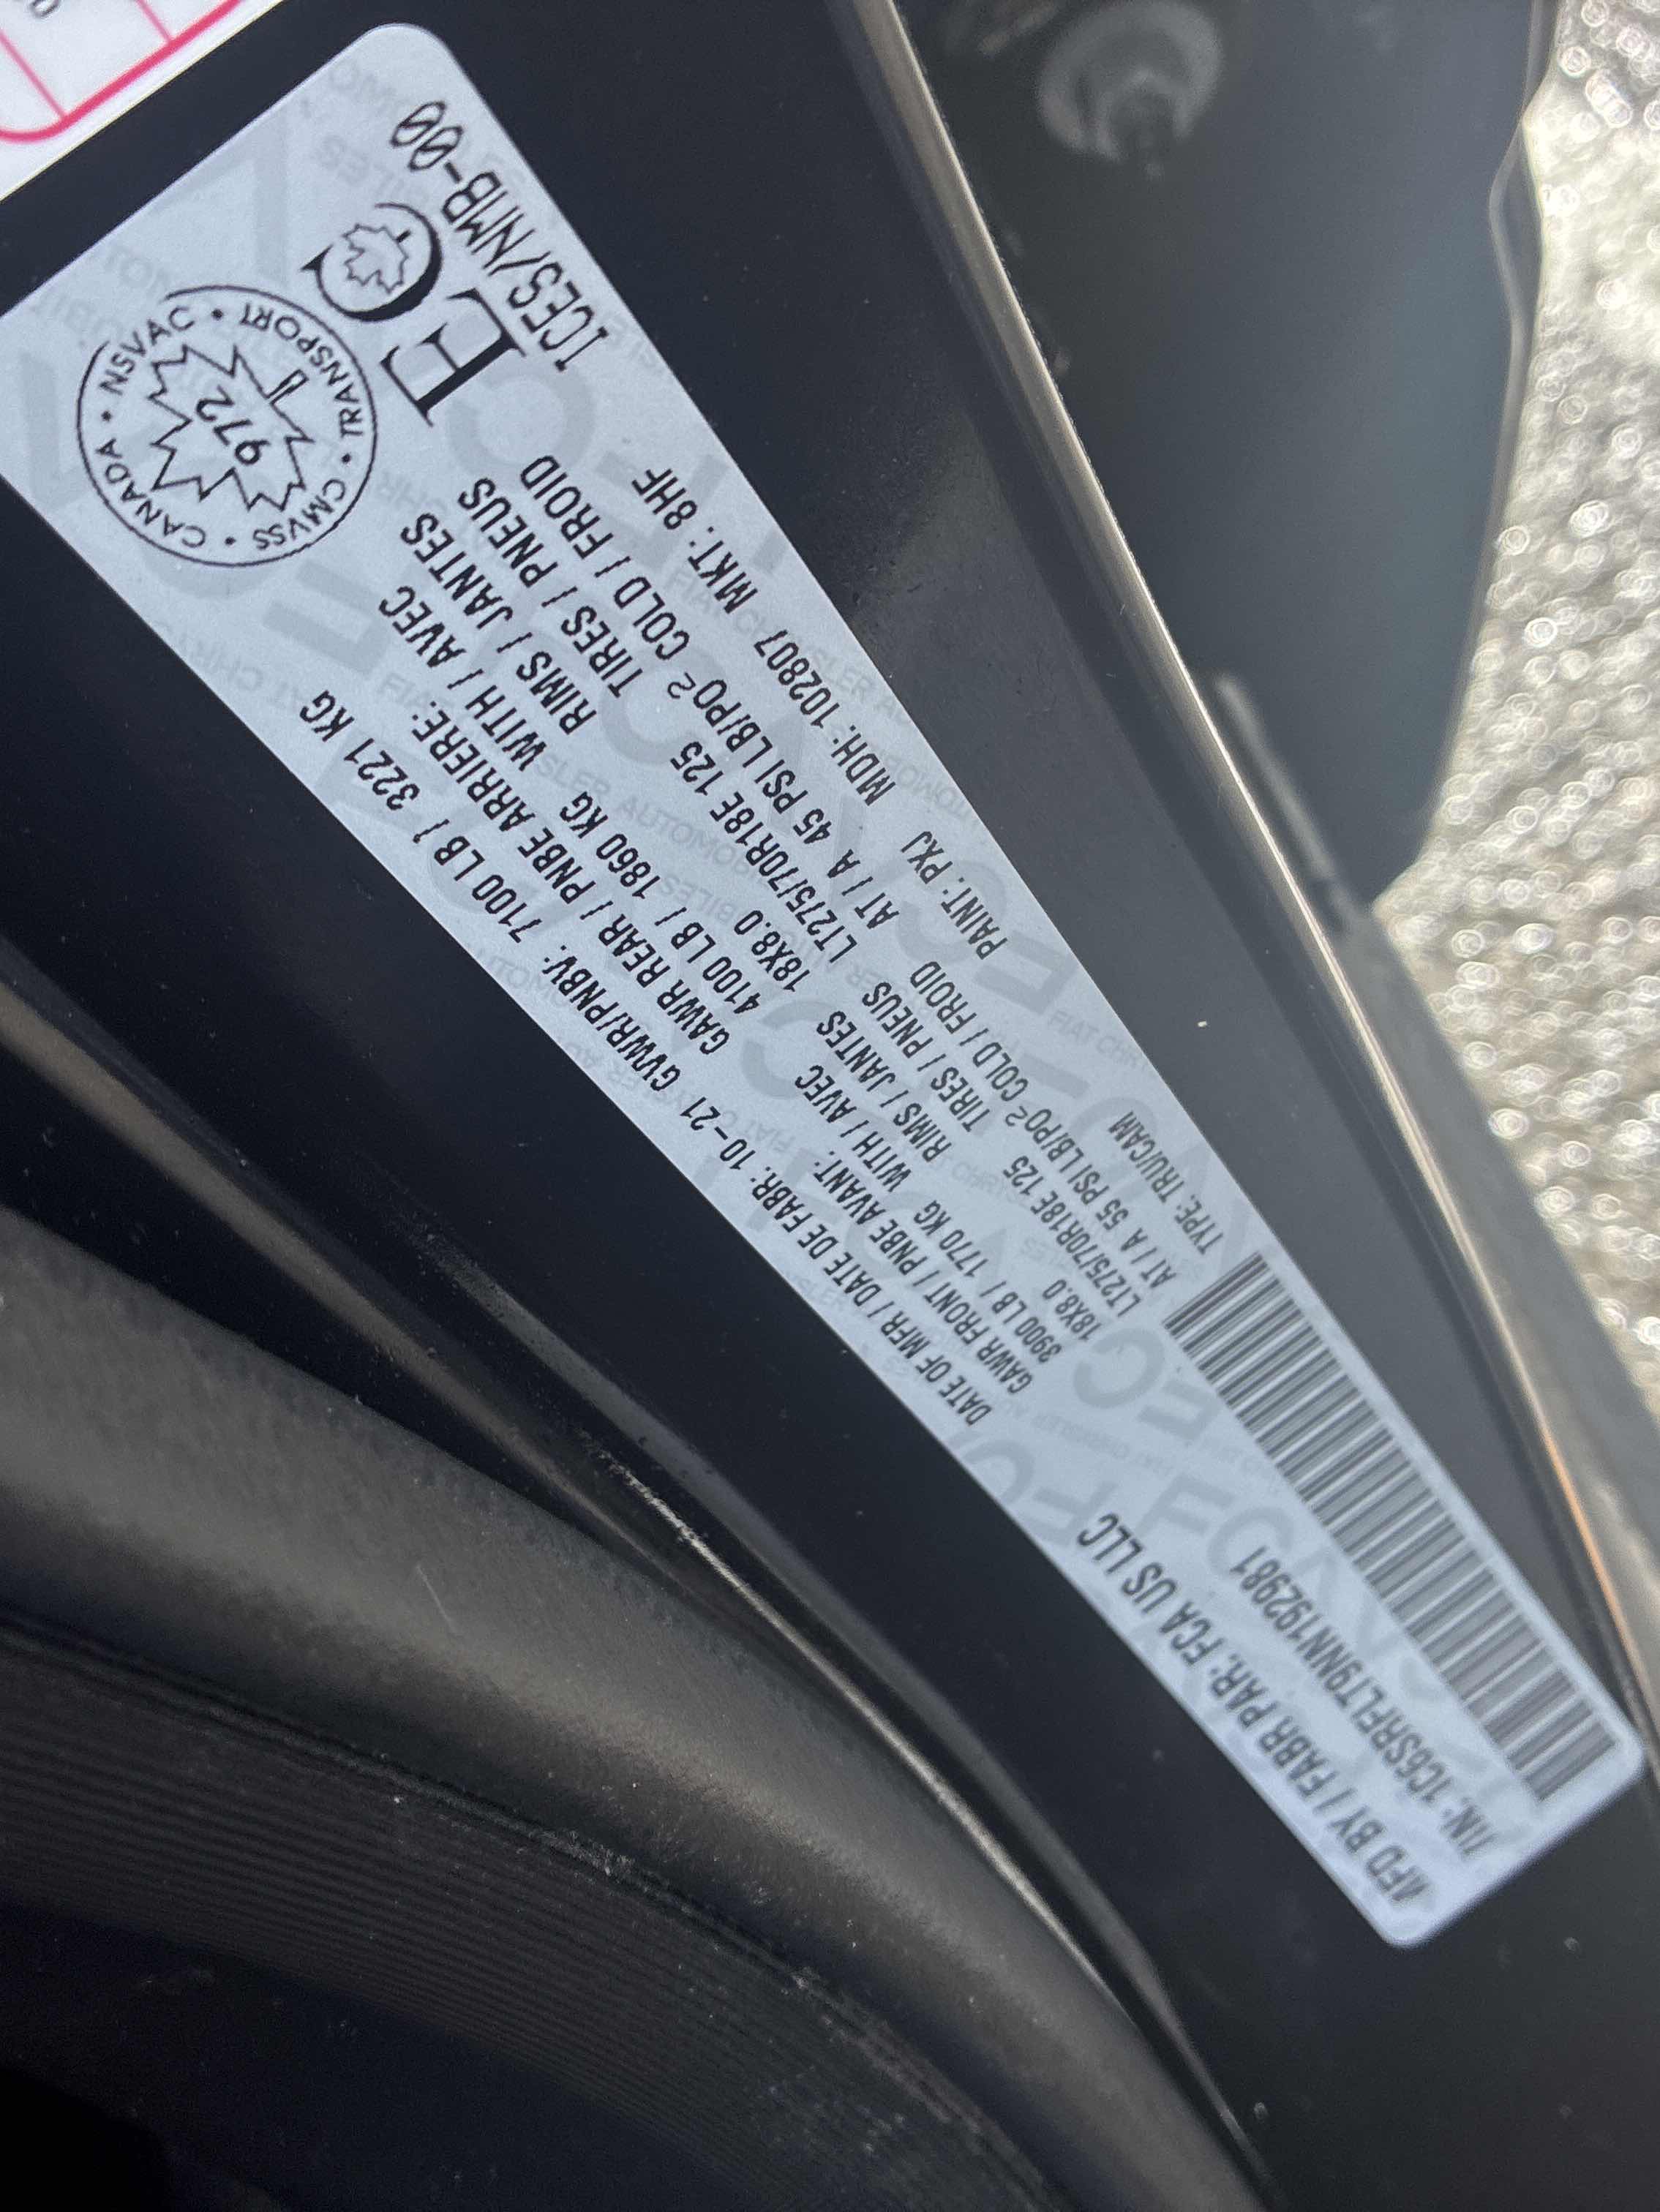 MFD BY / FABR PAR: FCA US LLC
VIN: 1C6SRFLT9NN192981
DATE OF MFR / DATE DE FABR: 10-21 GVWR/PNBV: 7100 LB / 3221 KG
GAWR FRONT / PNBE AVANT: WITH / AVEC
3900 LB / 1770 KG RIMS / JANTES
18X8.0 TIRES / PNEUS
LT275/70R18E 125 COLD / FROID
AT / A 55 PSI LB/PO²
GAWR REAR / PNBE ARRIERE: WITH / AVEC
4100 LB / 1860 KG RIMS / JANTES
18X8.0 TIRES / PNEUS
LT275/70R18E 125 COLD / FROID
AT / A 45 PSI LB/PO²
TYPE: TRU/CAM PAINT: PXJ MDH: 102807 MKT: 8HF
CANADA • NSVAC • TRANSPORT • CMVSS •
972
EC
ICES/NMB-00